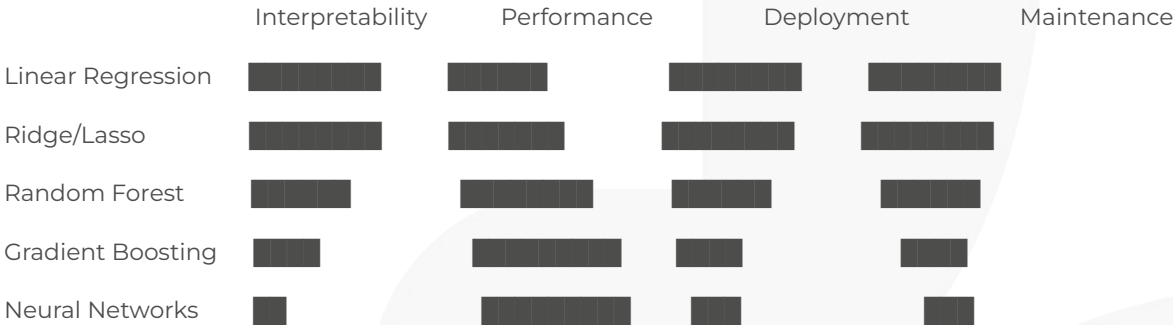 Interpretability Performance Deployment Maintenance
Linear Regression ████████ ██████ ████████ ████████
Ridge/Lasso ████████ ███████ ████████ ████████
Random Forest ██████ ████████ ██████ ██████
Gradient Boosting ████ █████████ ████ ████
Neural Networks ██ █████████ ███ ███